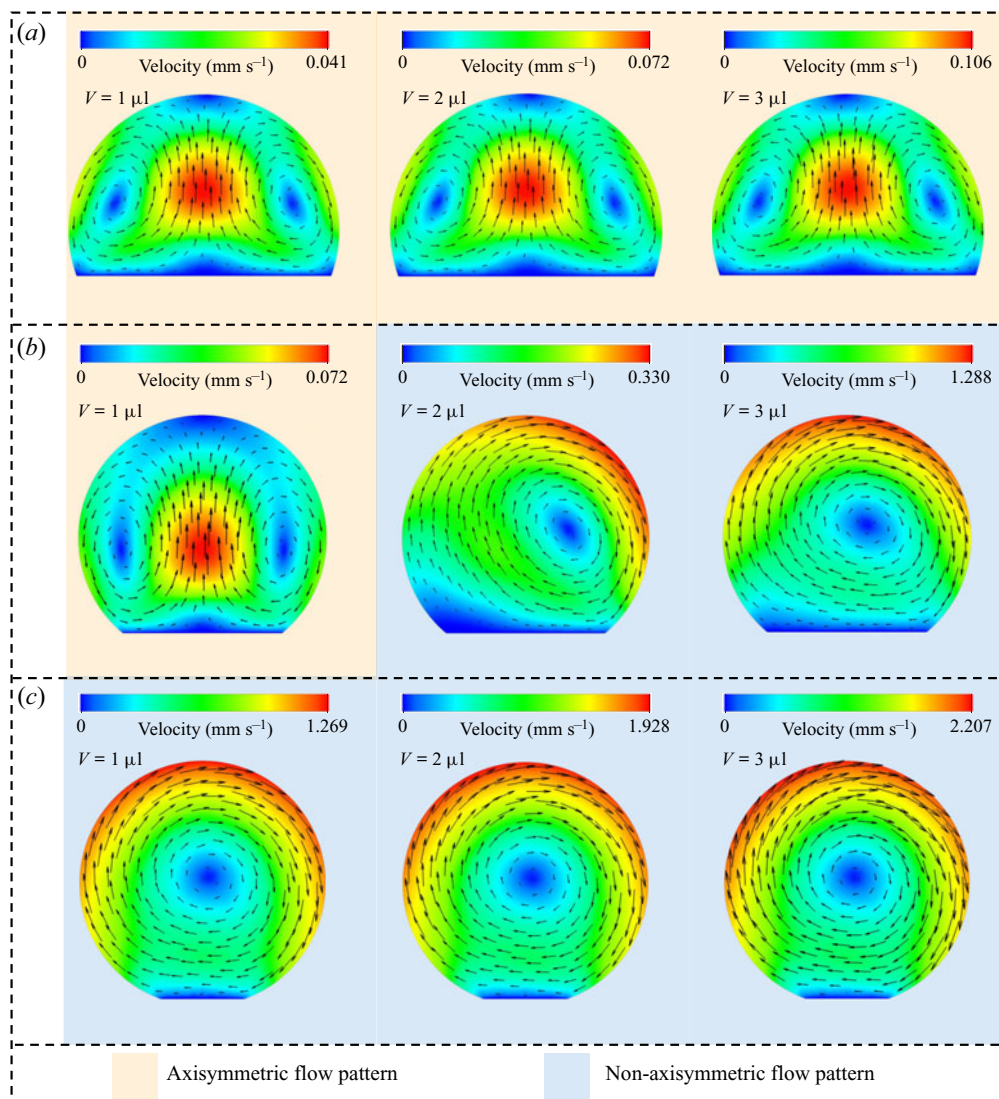 (a)
0 0.041 0 0.072 0 0.106
Velocity (mm s⁻¹) Velocity (mm s⁻¹) Velocity (mm s⁻¹)
V = 1 μl V = 2 μl V = 3 μl
(b)
0 0.072 0 0.330 0 1.288
Velocity (mm s⁻¹) Velocity (mm s⁻¹) Velocity (mm s⁻¹)
V = 1 μl V = 2 μl V = 3 μl
(c)
0 1.269 0 1.928 0 2.207
Velocity (mm s⁻¹) Velocity (mm s⁻¹) Velocity (mm s⁻¹)
V = 1 μl V = 2 μl V = 3 μl
Axisymmetric flow pattern Non-axisymmetric flow pattern